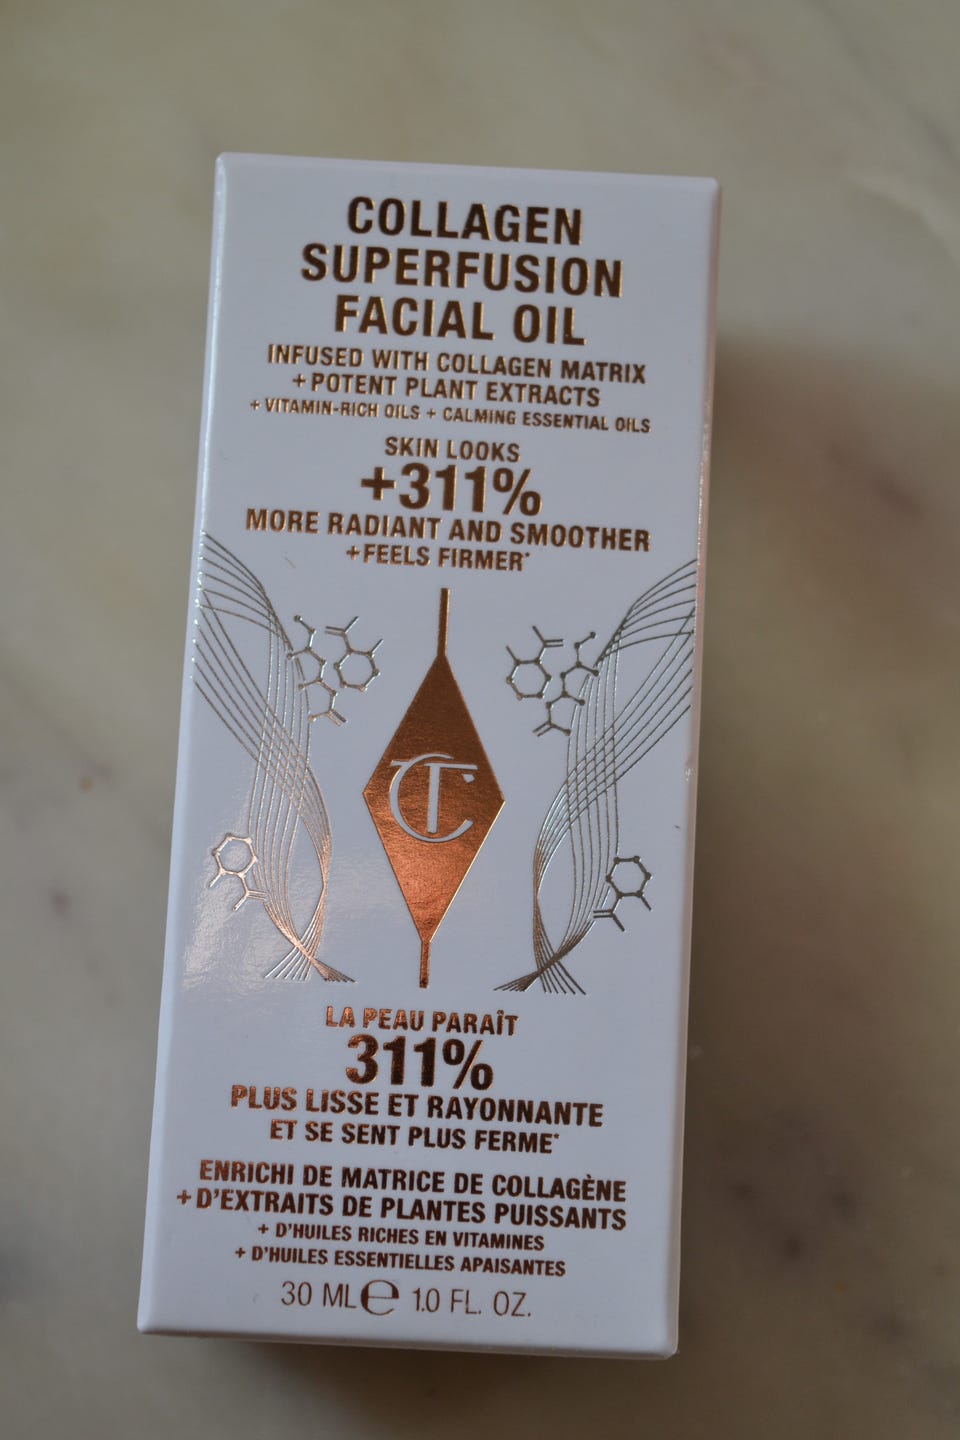 COLLAGEN
SUPERFUSION
FACIAL OIL
INFUSED WITH COLLAGEN MATRIX
+ POTENT PLANT EXTRACTS
+ VITAMIN-RICH OILS + CALMING ESSENTIAL OILS
SKIN LOOKS
+311%
MORE RADIANT AND SMOOTHER
+ FEELS FIRMER*
CT
LA PEAU PARAÎT
311%
PLUS LISSE ET RAYONNANTE
ET SE SENT PLUS FERME*
ENRICHI DE MATRICE DE COLLAGÈNE
+ D'EXTRAITS DE PLANTES PUISSANTS
+ D'HUILES RICHES EN VITAMINES
+ D'HUILES ESSENTIELLES APAISANTES
30 ML ℮ 1.0 FL. OZ.